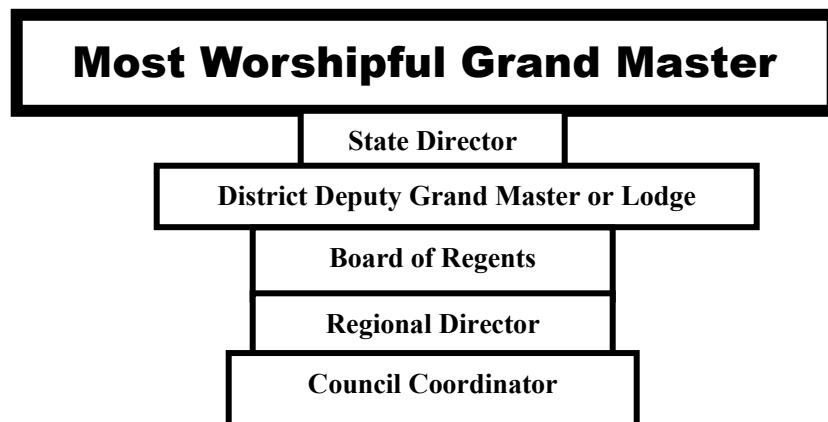 Most Worshipful Grand Master
State Director
District Deputy Grand Master or Lodge
Board of Regents
Regional Director
Council Coordinator